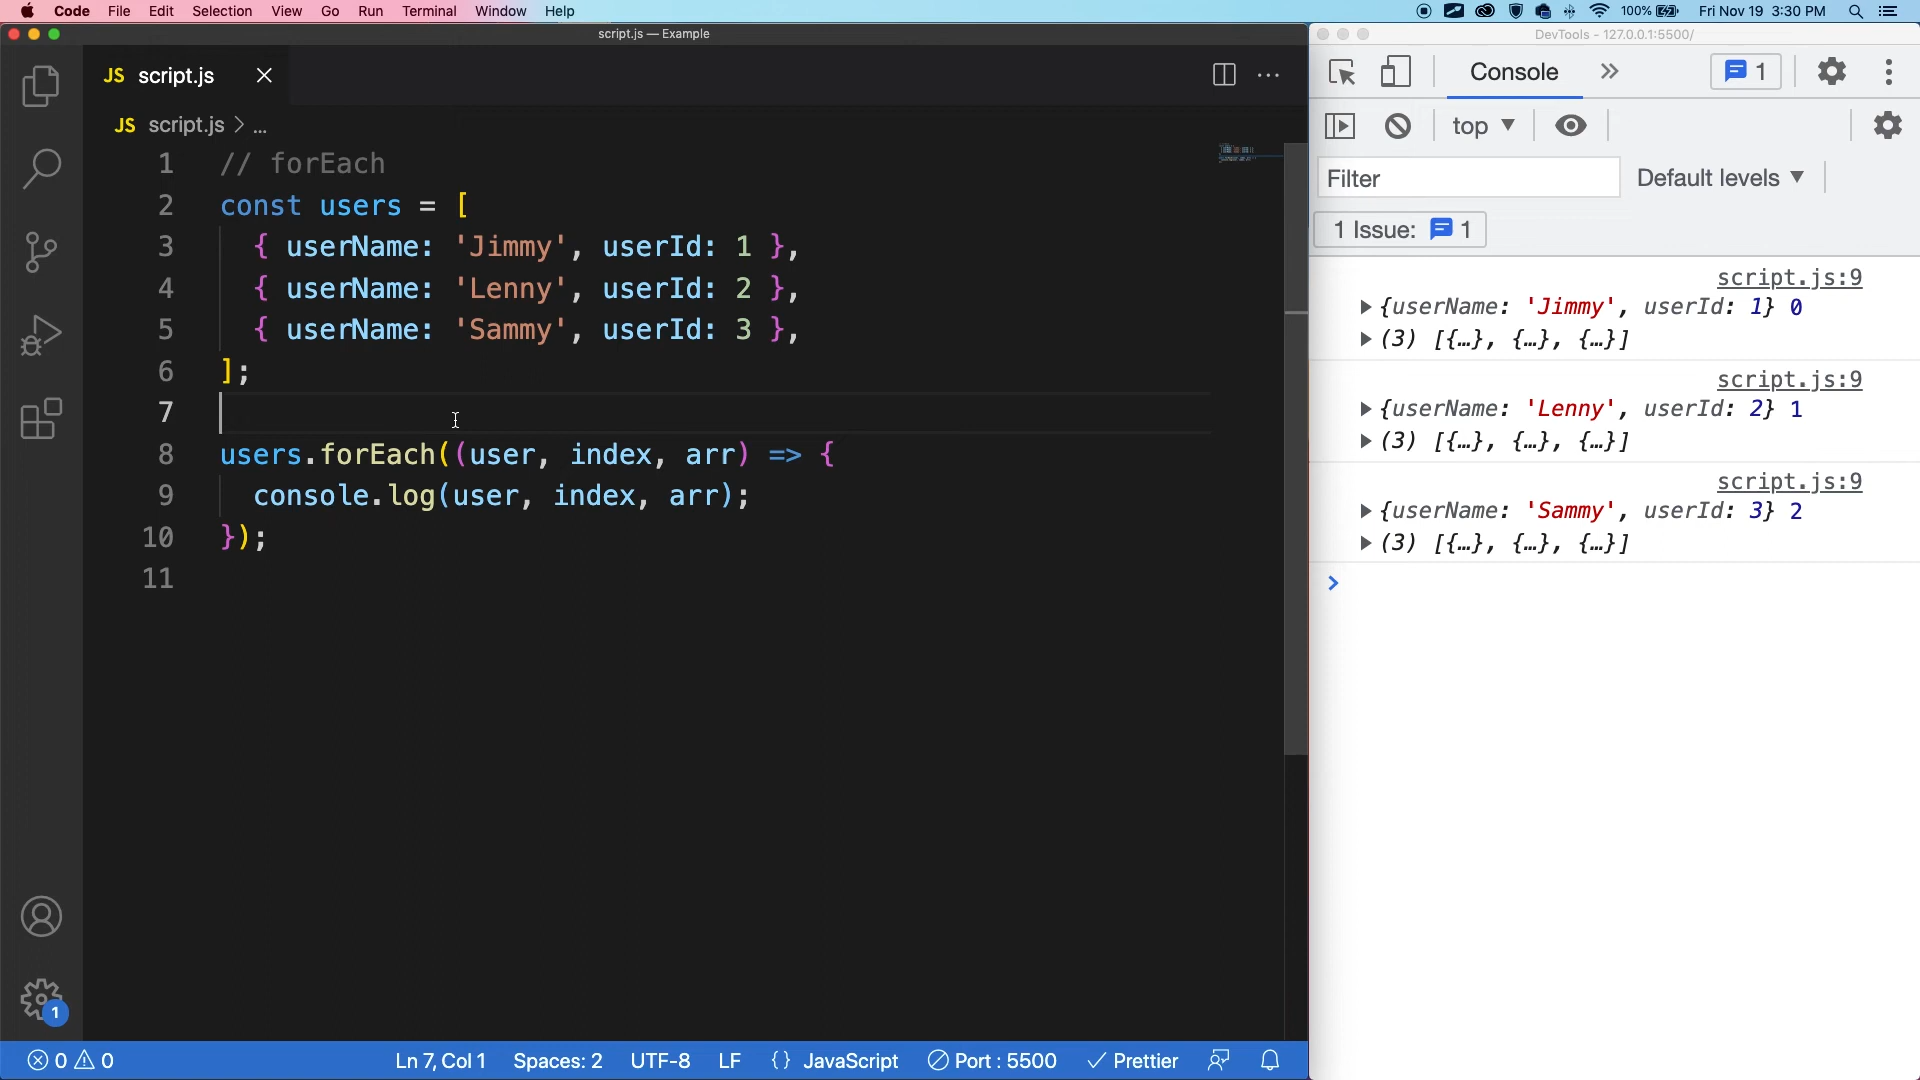 Code File Edit Selection View Go Run Terminal Window Help
100% Fri Nov 19 3:30 PM
script.js — Example
JS script.js
JS script.js > ...
1 // forEach
2 const users = [
3 { userName: 'Jimmy', userId: 1 },
4 { userName: 'Lenny', userId: 2 },
5 { userName: 'Sammy', userId: 3 },
6 ];
7
8 users.forEach((user, index, arr) => {
9 console.log(user, index, arr);
10 });
11
1
0 0 Ln 7, Col 1 Spaces: 2 UTF-8 LF {} JavaScript Port : 5500 Prettier
DevTools - 127.0.0.1:5500/
Console » 1
top
Filter Default levels
1 Issue: 1
script.js:9
{userName: 'Jimmy', userId: 1} 0
(3) [{…}, {…}, {…}]
script.js:9
{userName: 'Lenny', userId: 2} 1
(3) [{…}, {…}, {…}]
script.js:9
{userName: 'Sammy', userId: 3} 2
(3) [{…}, {…}, {…}]
>